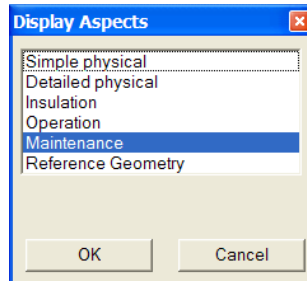 Display Aspects
Simple physical
Detailed physical
Insulation
Operation
Maintenance
Reference Geometry
OK Cancel